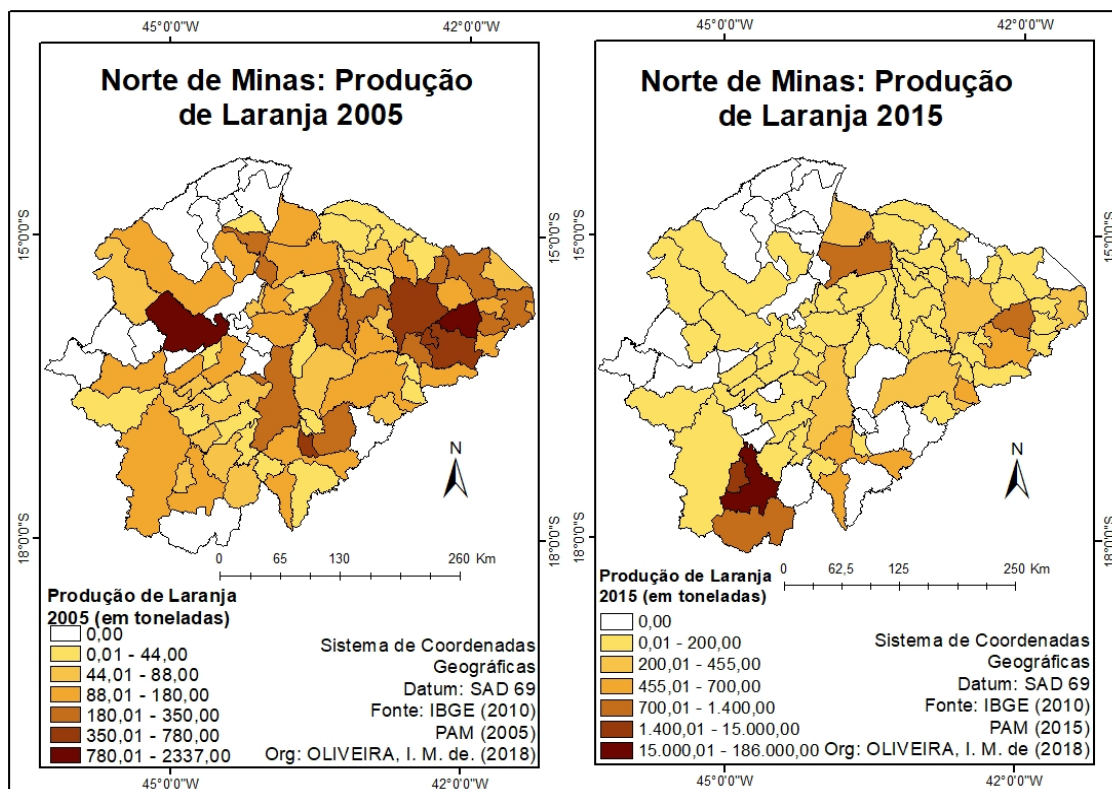 45°0'0"W
42°0'0"W
Norte de Minas: Produção
de Laranja 2005
15°0'0"S
15°0'0"S
18°0'0"S
18°0'0"S
N
0 65 130 260 Km
Produção de Laranja
2005 (em toneladas)
0,00
0,01 - 44,00
44,01 - 88,00
88,01 - 180,00
180,01 - 350,00
350,01 - 780,00
780,01 - 2337,00
Sistema de Coordenadas
Geográficas
Datum: SAD 69
Fonte: IBGE (2010)
PAM (2005)
Org: OLIVEIRA, I. M. de. (2018)
45°0'0"W
42°0'0"W
45°0'0"W
42°0'0"W
Norte de Minas: Produção
de Laranja 2015
15°0'0"S
15°0'0"S
18°0'0"S
18°0'0"S
N
0 62,5 125 250 Km
Produção de Laranja
2015 (em toneladas)
0,00
0,01 - 200,00
200,01 - 455,00
455,01 - 700,00
700,01 - 1.400,00
1.400,01 - 15.000,00
15.000,01 - 186.000,00
Sistema de Coordenadas
Geográficas
Datum: SAD 69
Fonte: IBGE (2010)
PAM (2015)
Org: OLIVEIRA, I. M. de (2018)
45°0'0"W
42°0'0"W